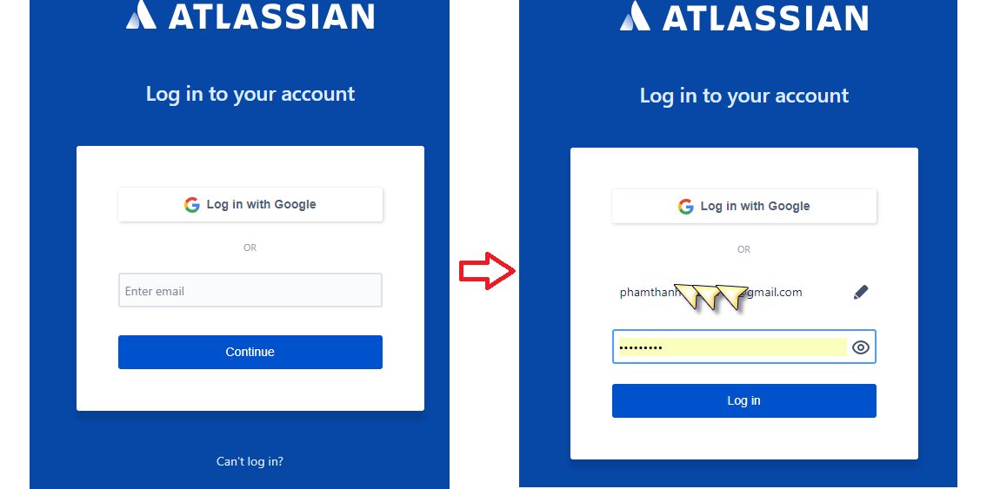 ATLASSIAN
Log in to your account
Log in with Google
OR
Enter email
Continue
Can't log in?
ATLASSIAN
Log in to your account
Log in with Google
OR
phamthanh @gmail.com
•••••••••
Log in